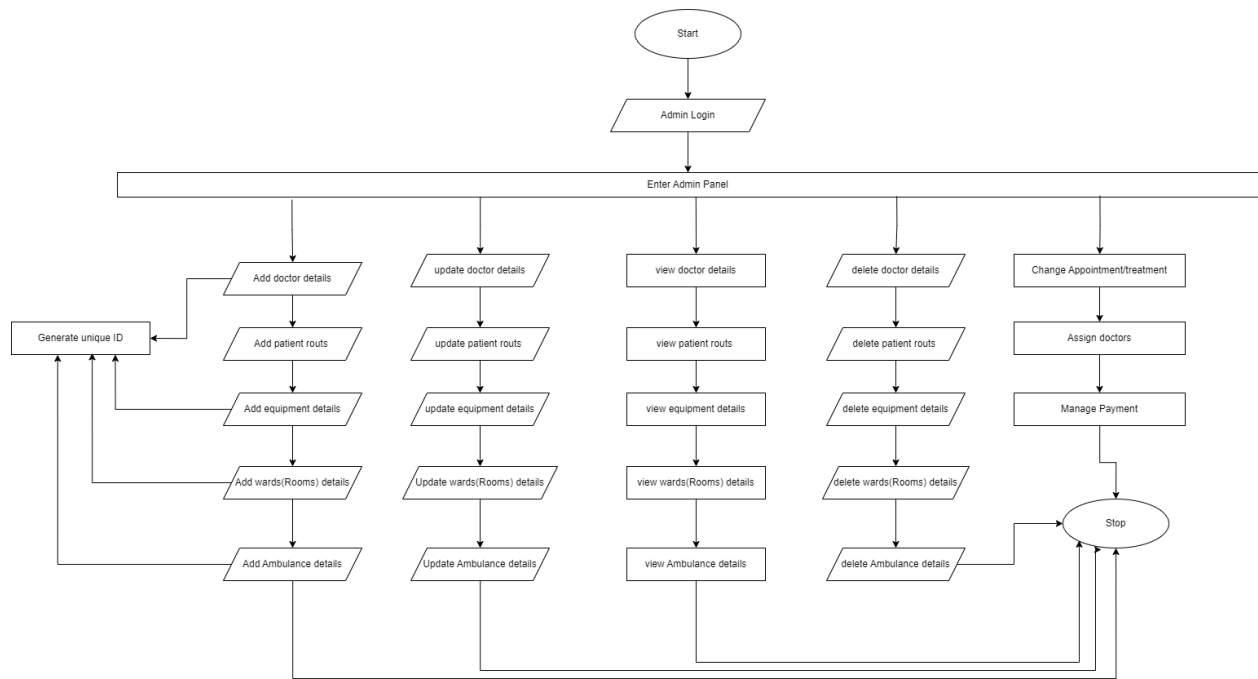 Start
Admin Login
Enter Admin Panel
Add doctor details
update doctor details
view doctor details
delete doctor details
Change Appointment/treatment
Generate unique ID
Add patient routs
update patient routs
view patient routs
delete patient routs
Assign doctors
Add equipment details
update equipment details
view equipment details
delete equipment details
Manage Payment
Add wards(Rooms) details
Update wards(Rooms) details
view wards(Rooms) details
delete wards(Rooms) details
Stop
Add Ambulance details
Update Ambulance details
view Ambulance details
delete Ambulance details